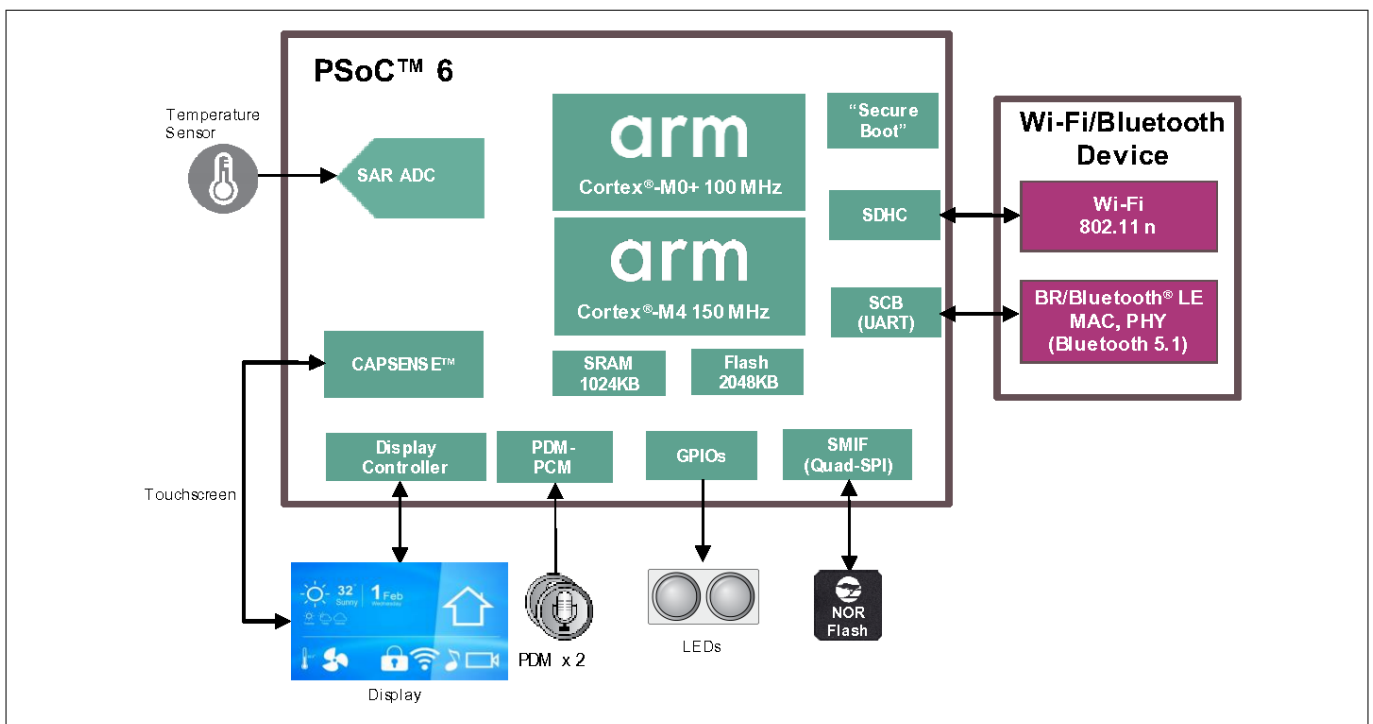 PSoC™ 6
Temperature
Sensor
SAR ADC
arm
Cortex®-M0+ 100 MHz
arm
Cortex®-M4 150 MHz
"Secure
Boot"
SDHC
SCB
(UART)
Wi-Fi/Bluetooth
Device
Wi-Fi
802.11 n
BR/Bluetooth® LE
MAC, PHY
(Bluetooth 5.1)
CAPSENSE™
SRAM
1024KB
Flash
2048KB
Display
Controller
PDM-
PCM
GPIOs
SMIF
(Quad-SPI)
Touchscreen
32°
Sunny
1 Feb
Wednesday
Display
PDM x 2
LEDs
NOR
Flash